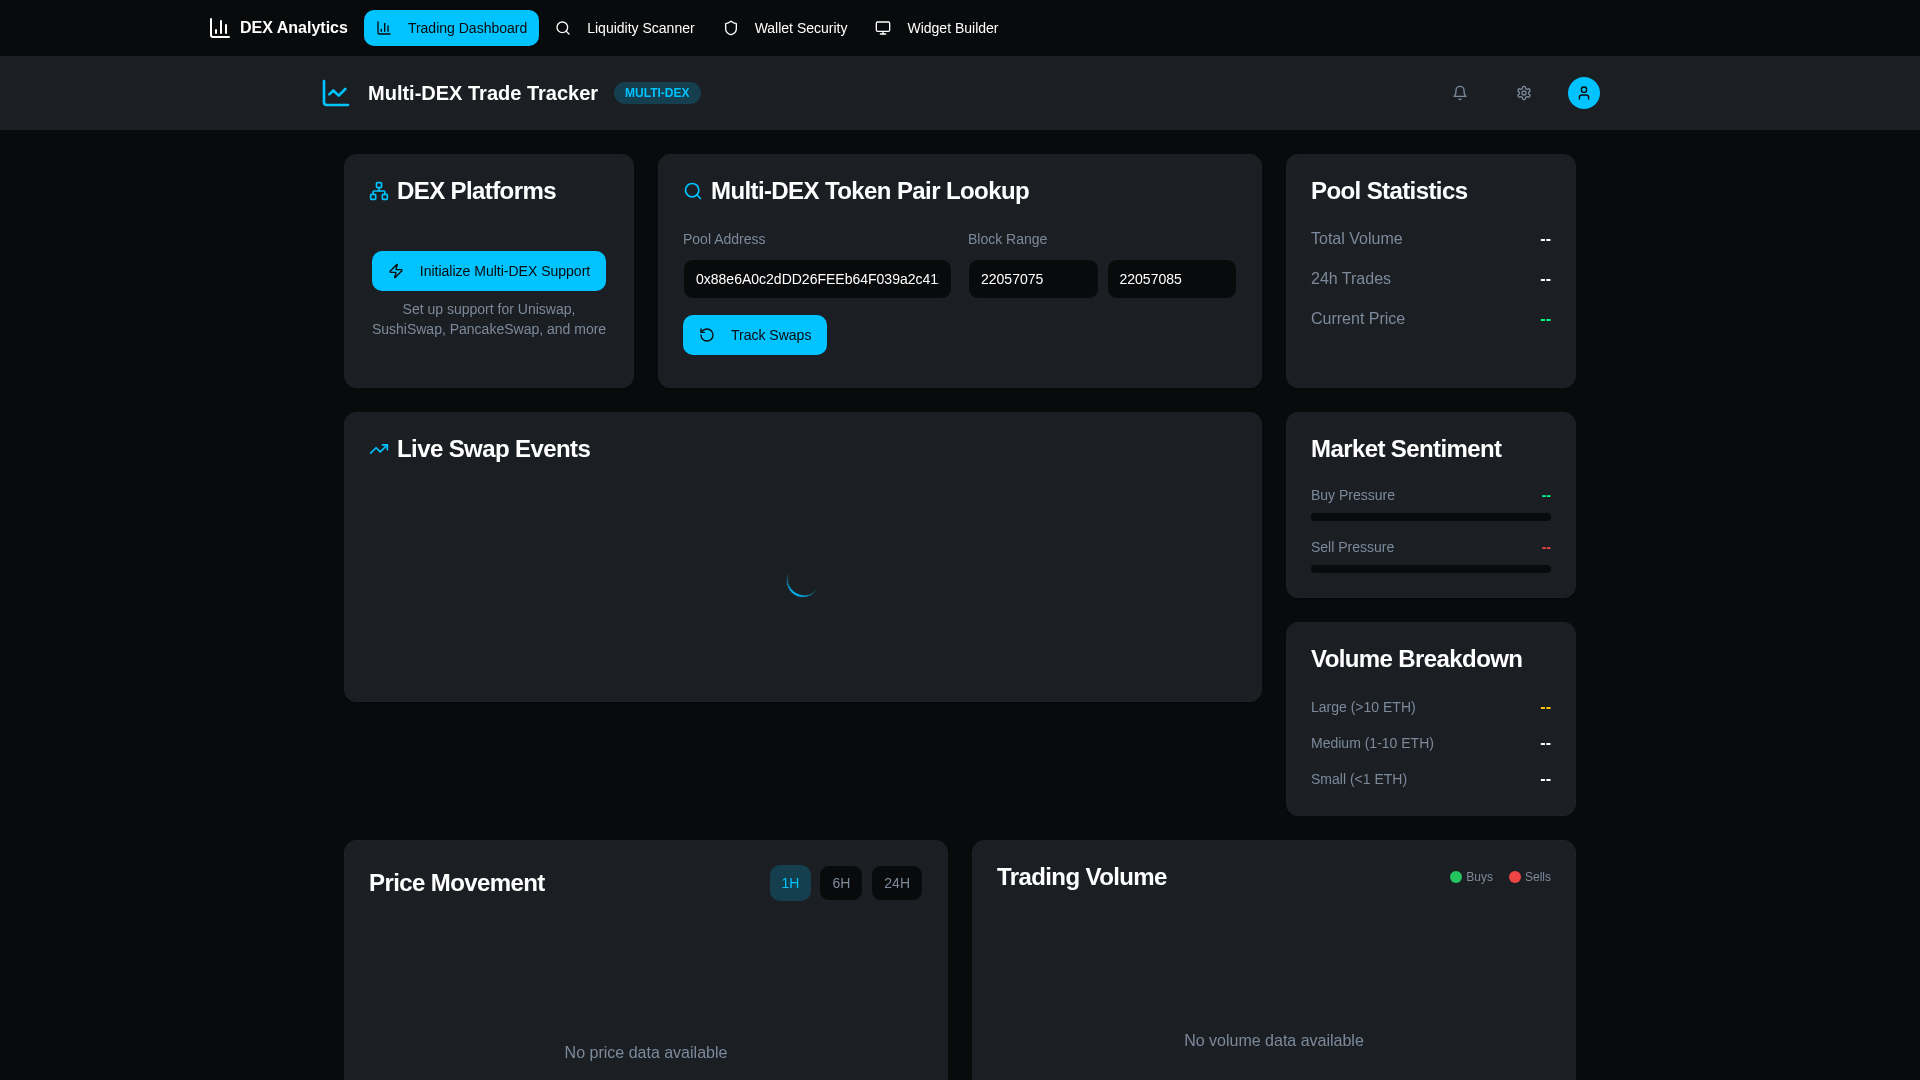 DEX Analytics
Trading Dashboard
Liquidity Scanner
Wallet Security
Widget Builder
Multi-DEX Trade Tracker
MULTI-DEX
DEX Platforms
Initialize Multi-DEX Support
Set up support for Uniswap,
SushiSwap, PancakeSwap, and more
Multi-DEX Token Pair Lookup
Pool Address
Block Range
0x88e6A0c2dDD26FEEb64F039a2c41
22057075
22057085
Track Swaps
Pool Statistics
Total Volume --
24h Trades --
Current Price --
Live Swap Events
Market Sentiment
Buy Pressure --
Sell Pressure --
Volume Breakdown
Large (>10 ETH) --
Medium (1-10 ETH) --
Small (<1 ETH) --
Price Movement
1H
6H
24H
No price data available
Trading Volume
Buys
Sells
No volume data available